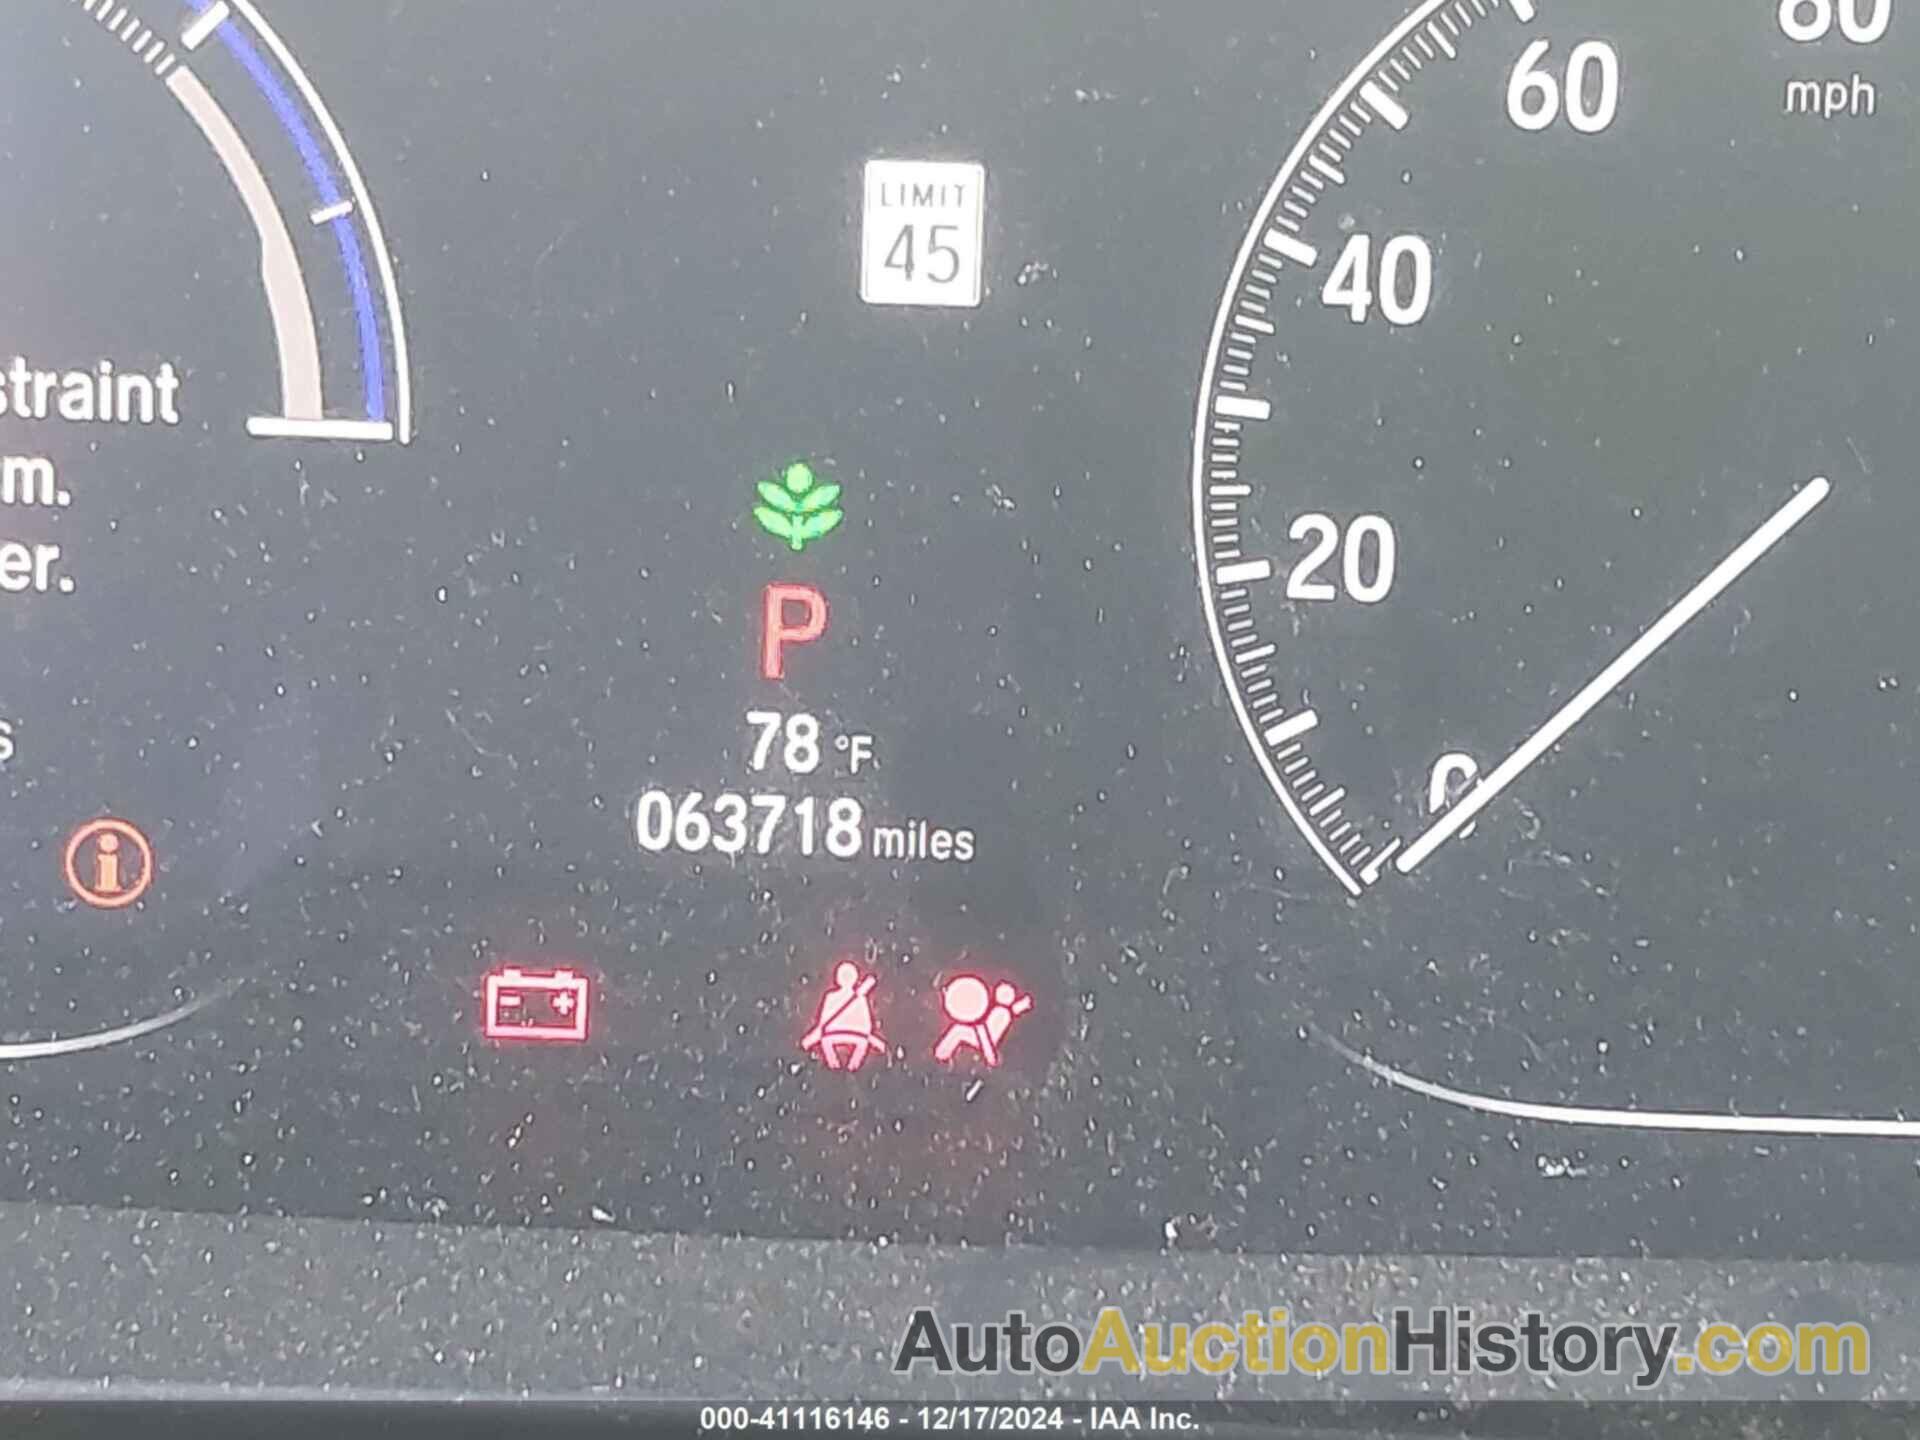 60
80
mph
LIMIT
45
40
straint
m.
er.
20
P
78 °F
0
063718 miles
s
AutoAuctionHistory.com
000-41116146 - 12/17/2024 - IAA Inc.